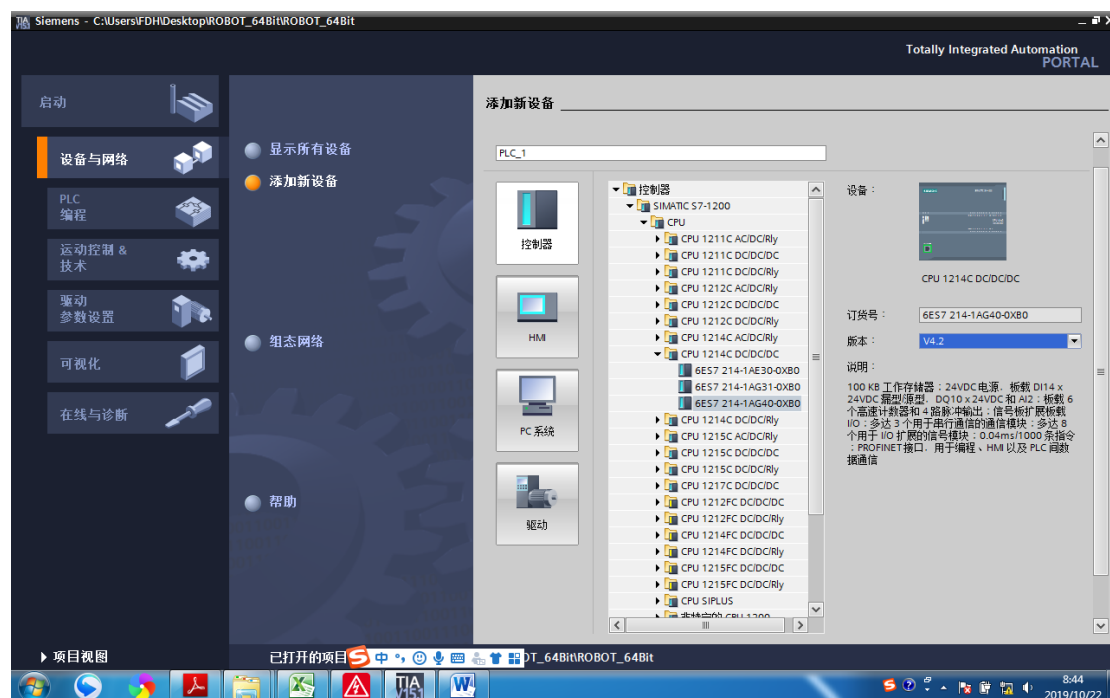 Siemens - C:\Users\FDH\Desktop\ROBOT_64Bit\ROBOT_64Bit
Totally Integrated Automation
PORTAL
启动
设备与网络
PLC
编程
运动控制 &
技术
驱动
参数设置
可视化
在线与诊断
项目视图
显示所有设备
添加新设备
组态网络
帮助
已打开的项目
OT_64Bit\ROBOT_64Bit
添加新设备
PLC_1
控制器
HMI
PC 系统
驱动
控制器
SIMATIC S7-1200
CPU
CPU 1211C AC/DC/Rly
CPU 1211C DC/DC/DC
CPU 1211C DC/DC/Rly
CPU 1212C AC/DC/Rly
CPU 1212C DC/DC/DC
CPU 1212C DC/DC/Rly
CPU 1214C AC/DC/Rly
CPU 1214C DC/DC/DC
6ES7 214-1AE30-0XB0
6ES7 214-1AG31-0XB0
6ES7 214-1AG40-0XB0
CPU 1214C DC/DC/Rly
CPU 1215C AC/DC/Rly
CPU 1215C DC/DC/DC
CPU 1215C DC/DC/Rly
CPU 1217C DC/DC/DC
CPU 1212FC DC/DC/DC
CPU 1212FC DC/DC/Rly
CPU 1214FC DC/DC/DC
CPU 1214FC DC/DC/Rly
CPU 1215FC DC/DC/DC
CPU 1215FC DC/DC/Rly
CPU SIPLUS
非特定的 CPU 1200
设备：
CPU 1214C DC/DC/DC
订货号：
6ES7 214-1AG40-0XB0
版本：
V4.2
说明：
100 KB 工作存储器；24VDC 电源，板载 DI14 x
24VDC 漏型/源型，DQ10 x 24VDC 和 AI2；板载 6
个高速计数器和 4 路脉冲输出；信号板扩展板载
I/O；多达 3 个用于串行通信的通信模块；多达 8
个用于 I/O 扩展的信号模块；0.04ms/1000 条指令
；PROFINET 接口，用于编程、HMI 以及 PLC 间数
据通信
中
TIA
V15.1
8:44
2019/10/22